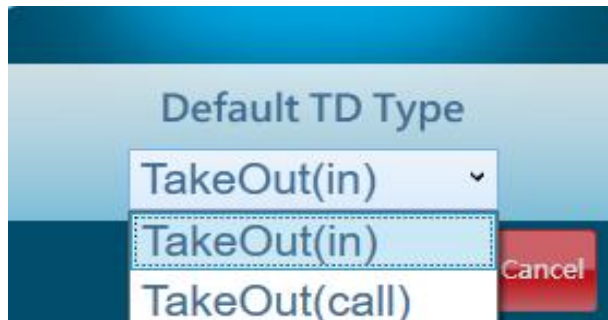 Default TD Type
TakeOut(in)
TakeOut(in)
Cancel
TakeOut(call)